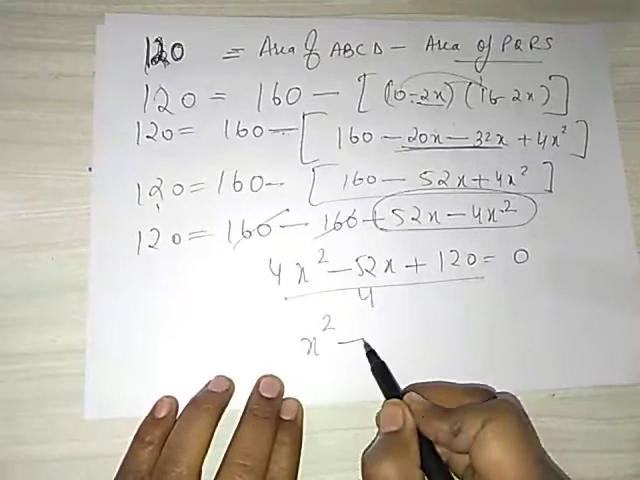 120 = Area of ABCD - Area of PQRS
120 = 160 - [(10-2x) (16-2x)]
120= 160 - [160 - 20x - 32x + 4x²]
120=160- [160 - 52x+4x²]
120= 160- 160 + 52x-4x²
4x²-52x+120=0
4
x² -